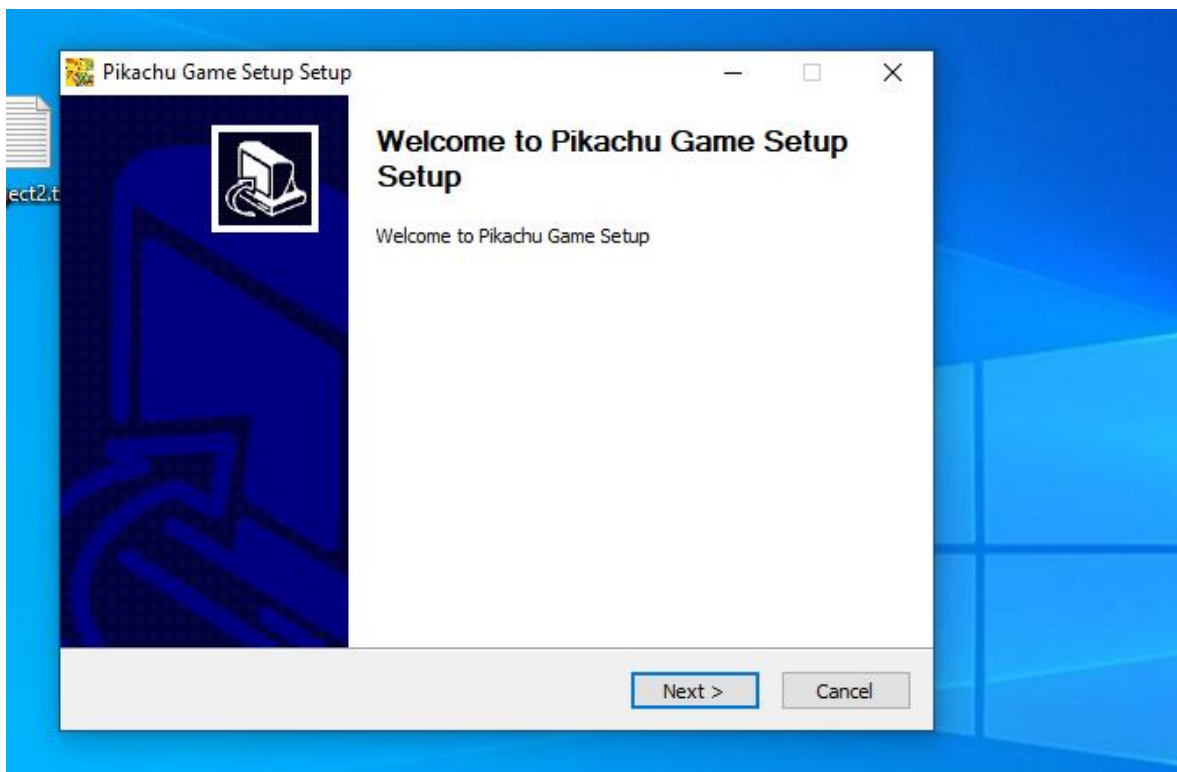 Pikachu Game Setup Setup
Welcome to Pikachu Game Setup
Setup
Welcome to Pikachu Game Setup
ect2.t
Next >
Cancel